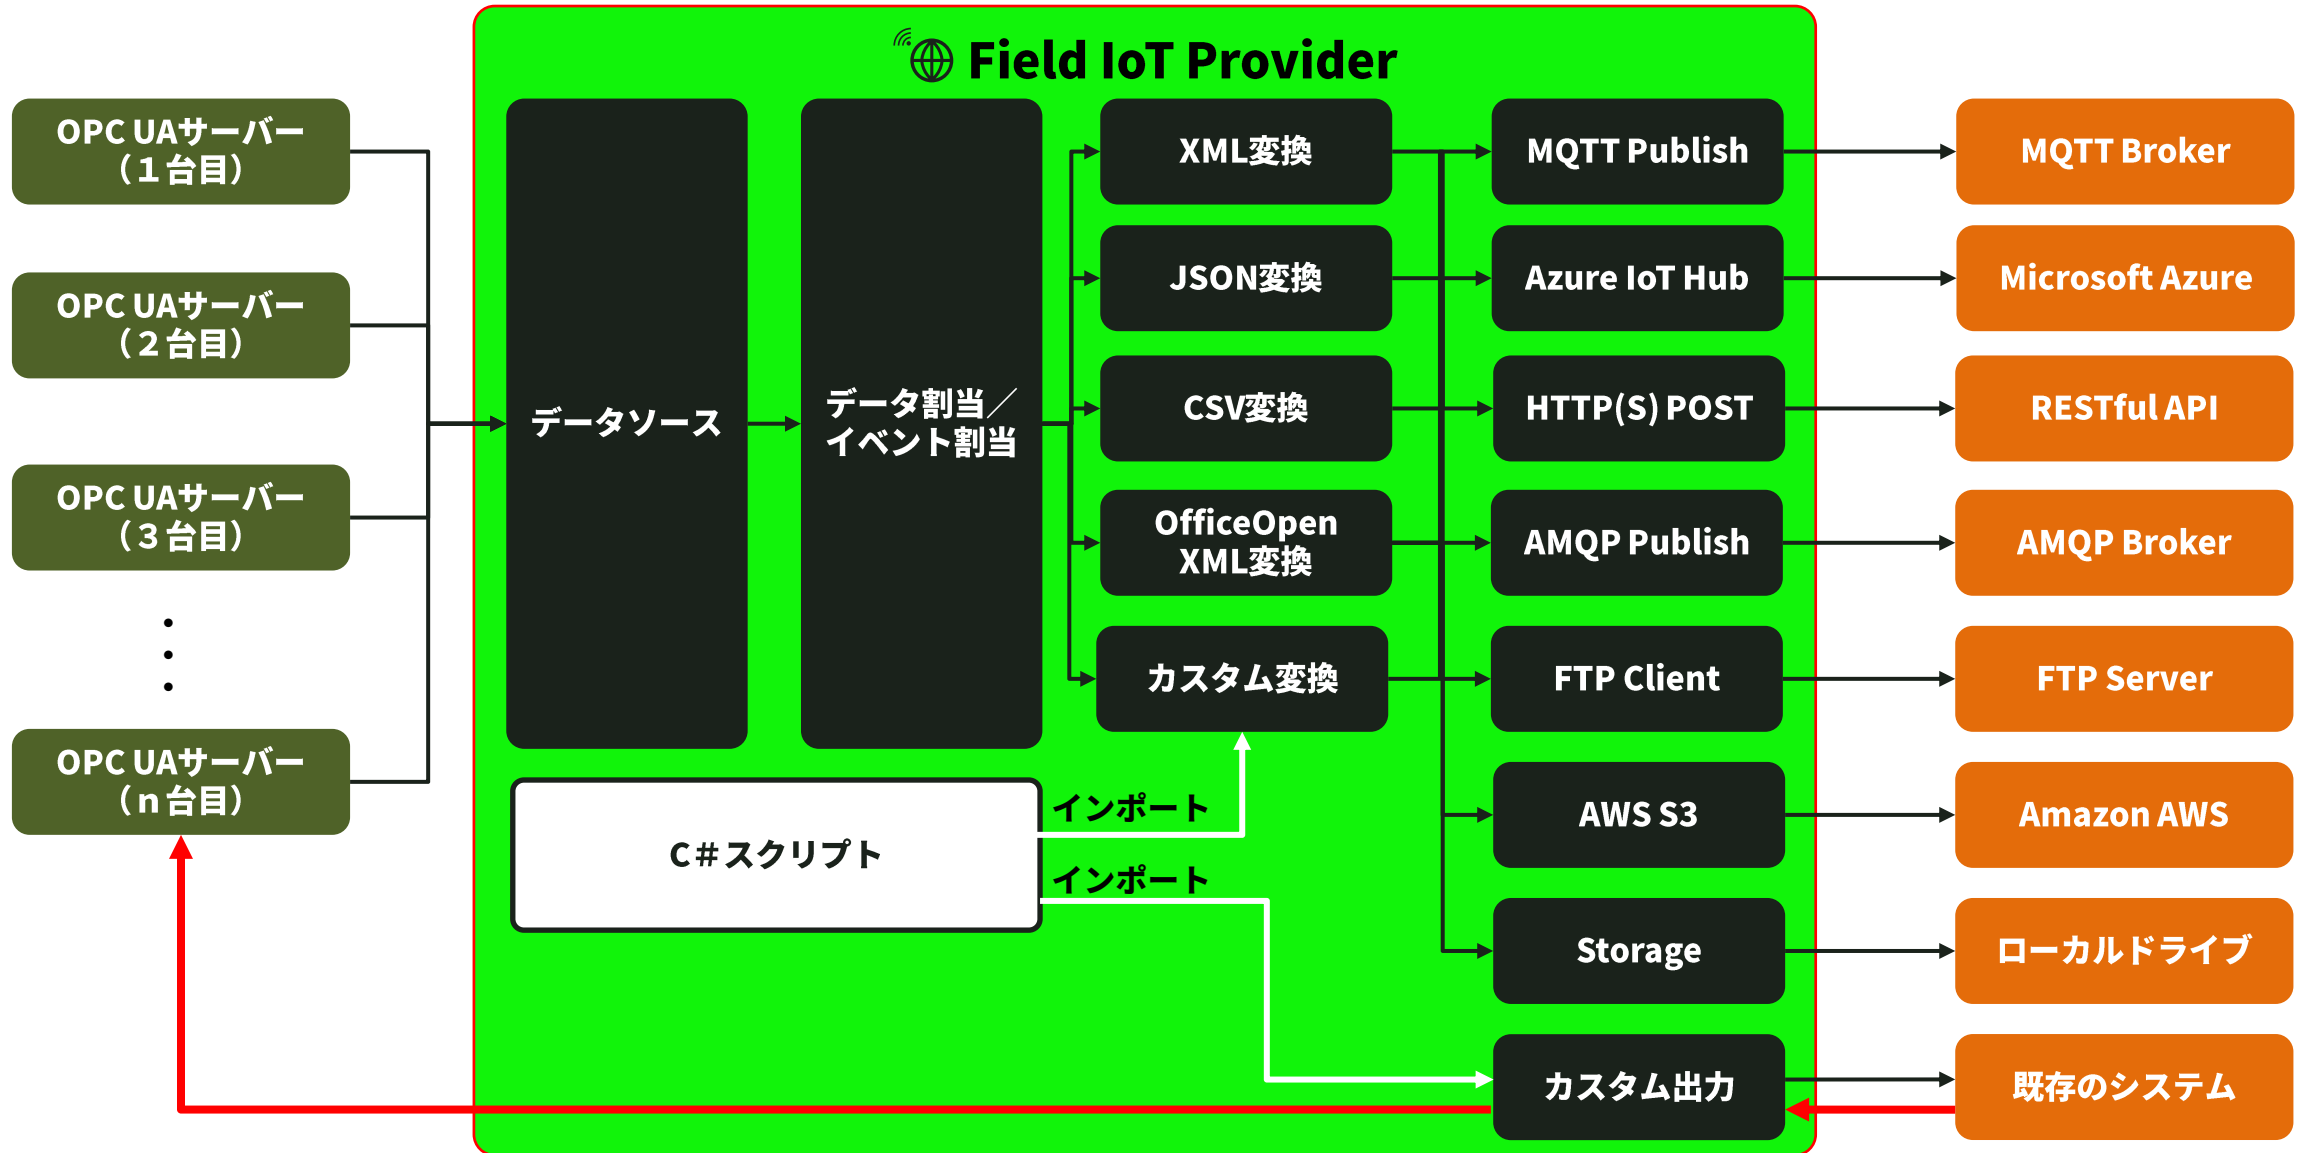 Field IoT Provider
OPC UAサーバー
（１台目）
OPC UAサーバー
（２台目）
OPC UAサーバー
（３台目）
OPC UAサーバー
（ｎ台目）
データソース
データ割当／
イベント割当
XML変換
JSON変換
CSV変換
OfficeOpen
XML変換
カスタム変換
C＃スクリプト
インポート
インポート
MQTT Publish
Azure IoT Hub
HTTP(S) POST
AMQP Publish
FTP Client
AWS S3
Storage
カスタム出力
MQTT Broker
Microsoft Azure
RESTful API
AMQP Broker
FTP Server
Amazon AWS
ローカルドライブ
既存のシステム